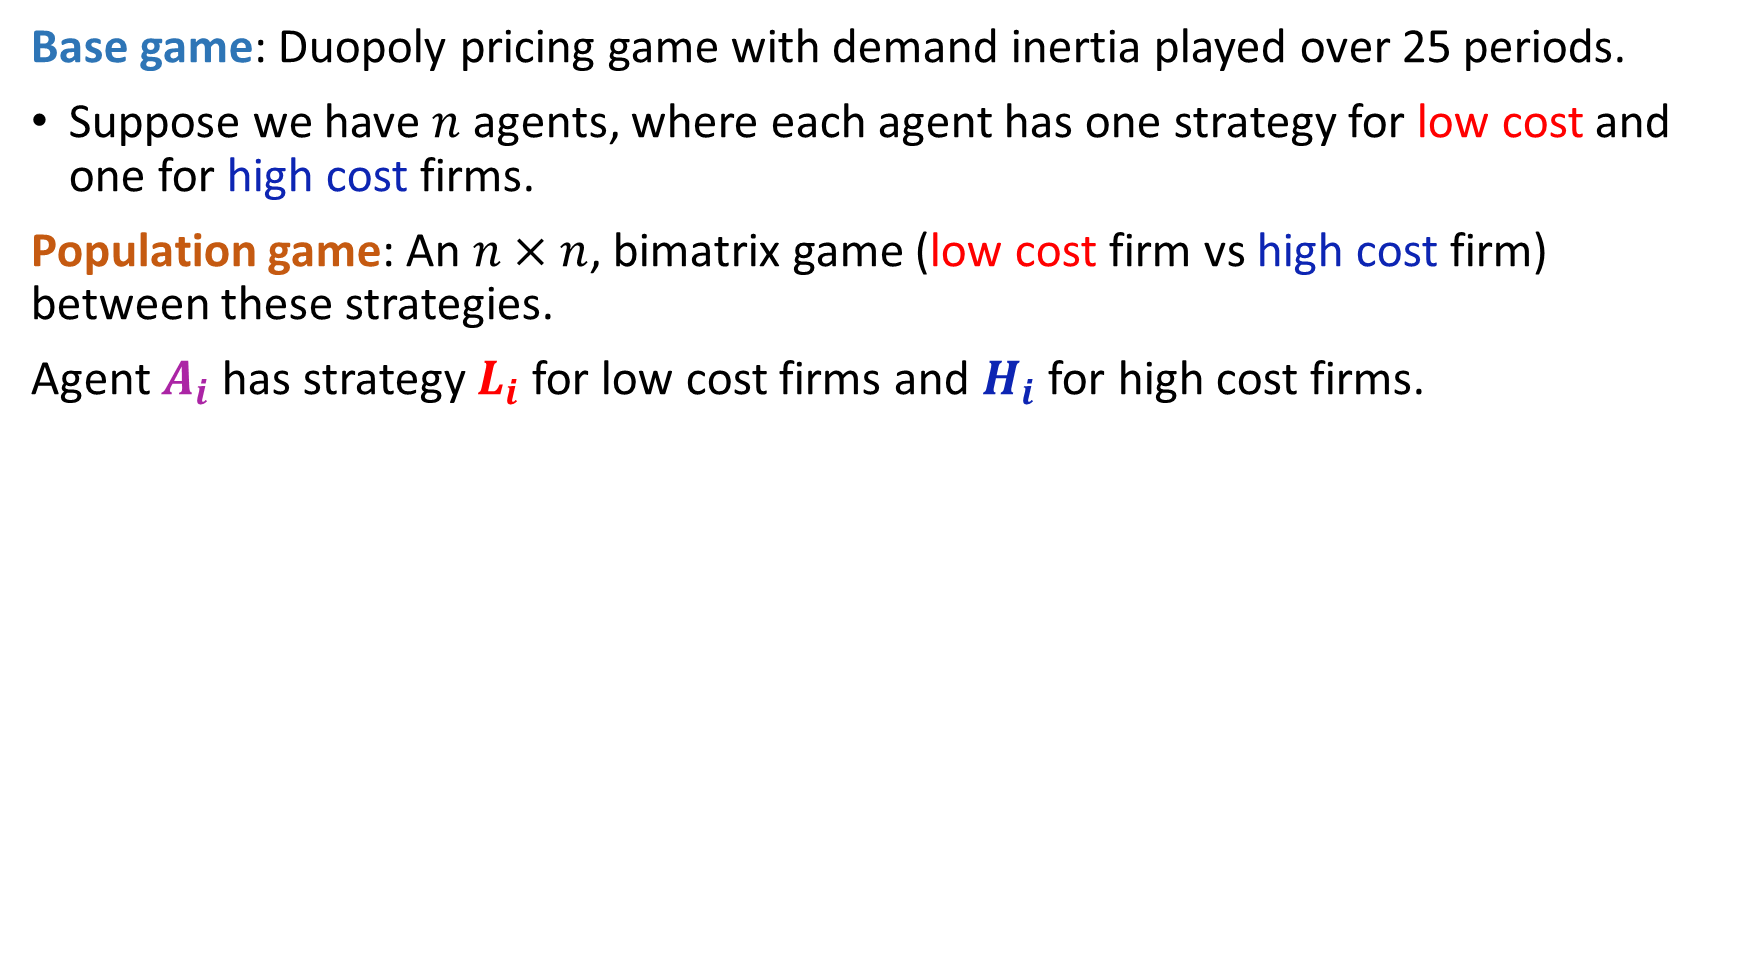 Base game: Duopoly pricing game with demand inertia played over 25 periods.
• Suppose we have n agents, where each agent has one strategy for low cost and
one for high cost firms.
Population game: An n × n, bimatrix game (low cost firm vs high cost firm)
between these strategies.
Agent A_i has strategy L_i for low cost firms and H_i for high cost firms.